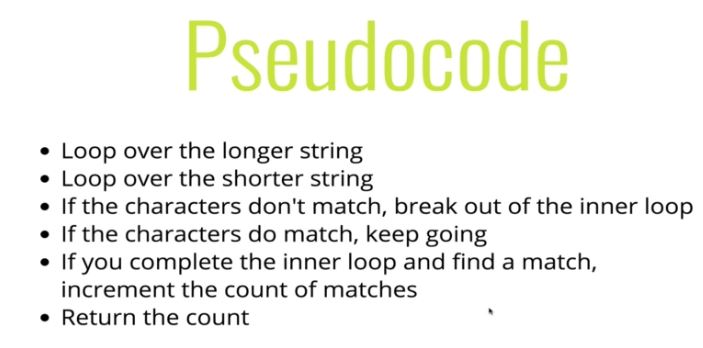 Pseudocode
• Loop over the longer string
• Loop over the shorter string
• If the characters don't match, break out of the inner loop
• If the characters do match, keep going
• If you complete the inner loop and find a match,
increment the count of matches
• Return the count